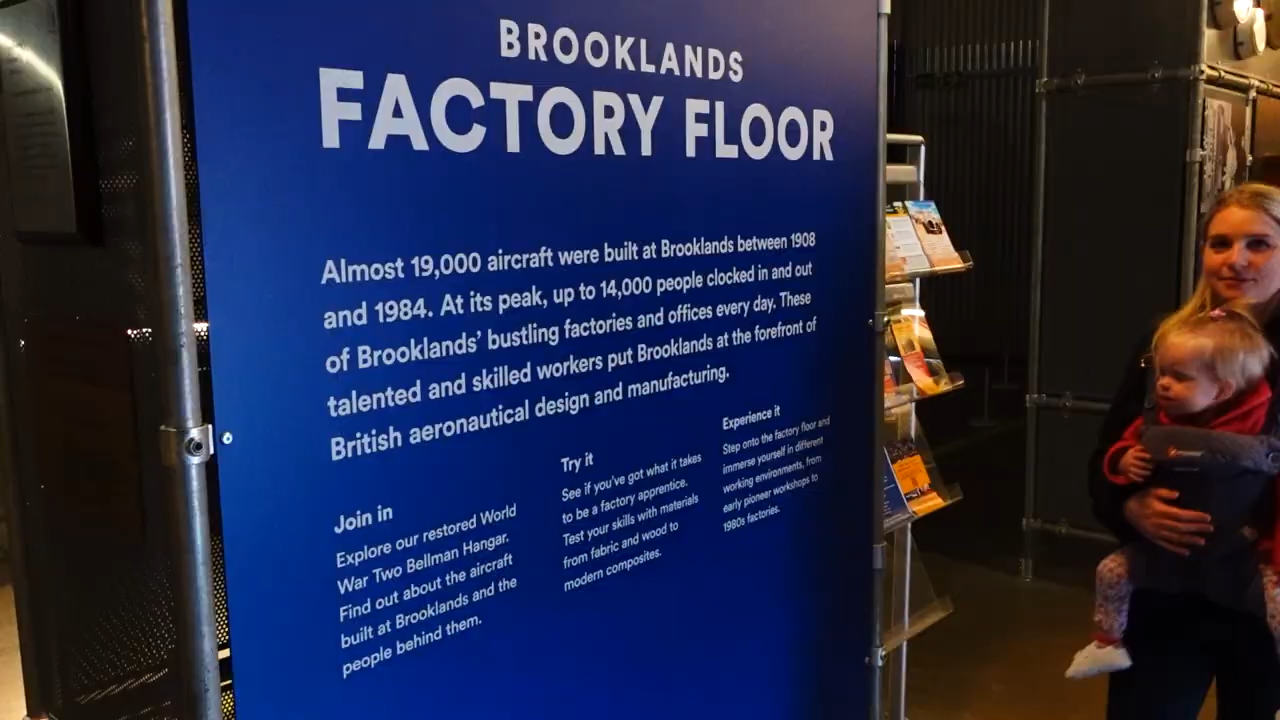 BROOKLANDS
FACTORY FLOOR
Almost 19,000 aircraft were built at Brooklands between 1908
and 1984. At its peak, up to 14,000 people clocked in and out
of Brooklands' bustling factories and offices every day. These
talented and skilled workers put Brooklands at the forefront of
British aeronautical design and manufacturing.
Join in
Explore our restored World
War Two Bellman Hangar.
Find out about the aircraft
built at Brooklands and the
people behind them.
Try it
See if you've got what it takes
to be a factory apprentice.
Test your skills with materials
from fabric and wood to
modern composites.
Experience it
Step onto the factory floor and
immerse yourself in different
working environments, from
early pioneer workshops to
1980s factories.